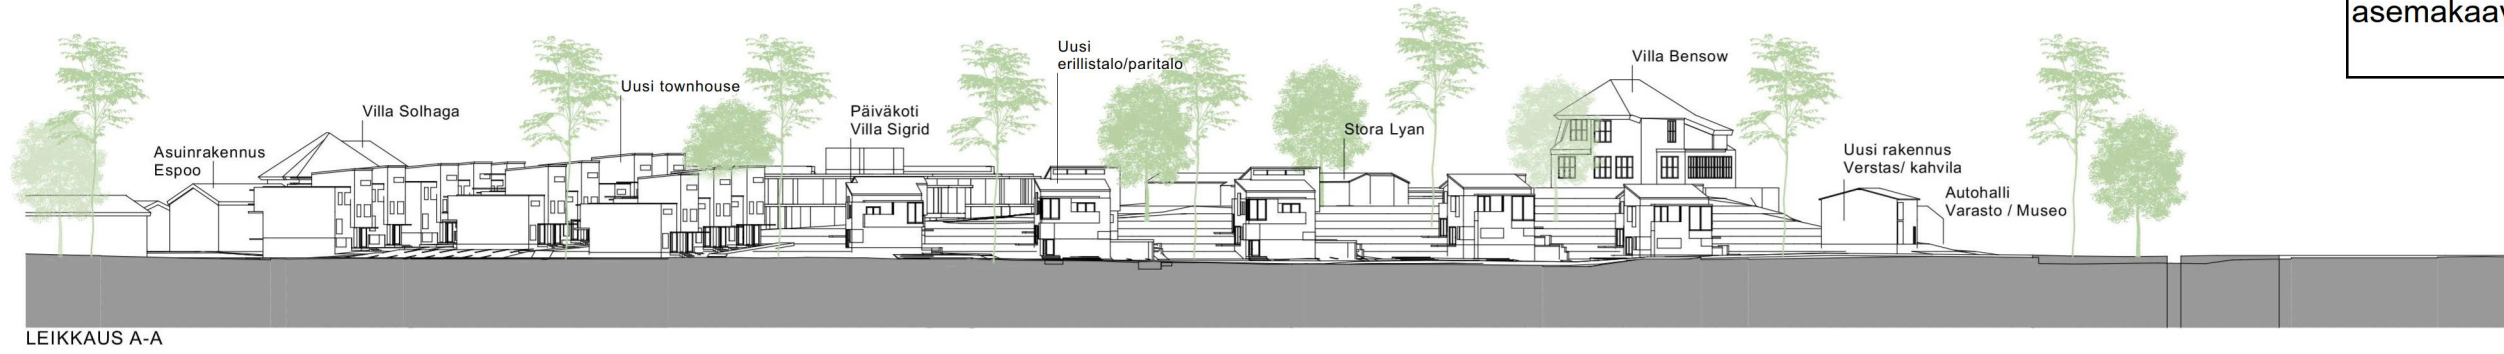 asemakaav
Uusi
erillistalo/paritalo
Villa Bensow
Uusi townhouse
Villa Solhaga
Päiväkoti
Villa Sigrid
Stora Lyan
Asuinrakennus
Espoo
Uusi rakennus
Verstas/ kahvila
Autohalli
Varasto / Museo
LEIKKAUS A-A